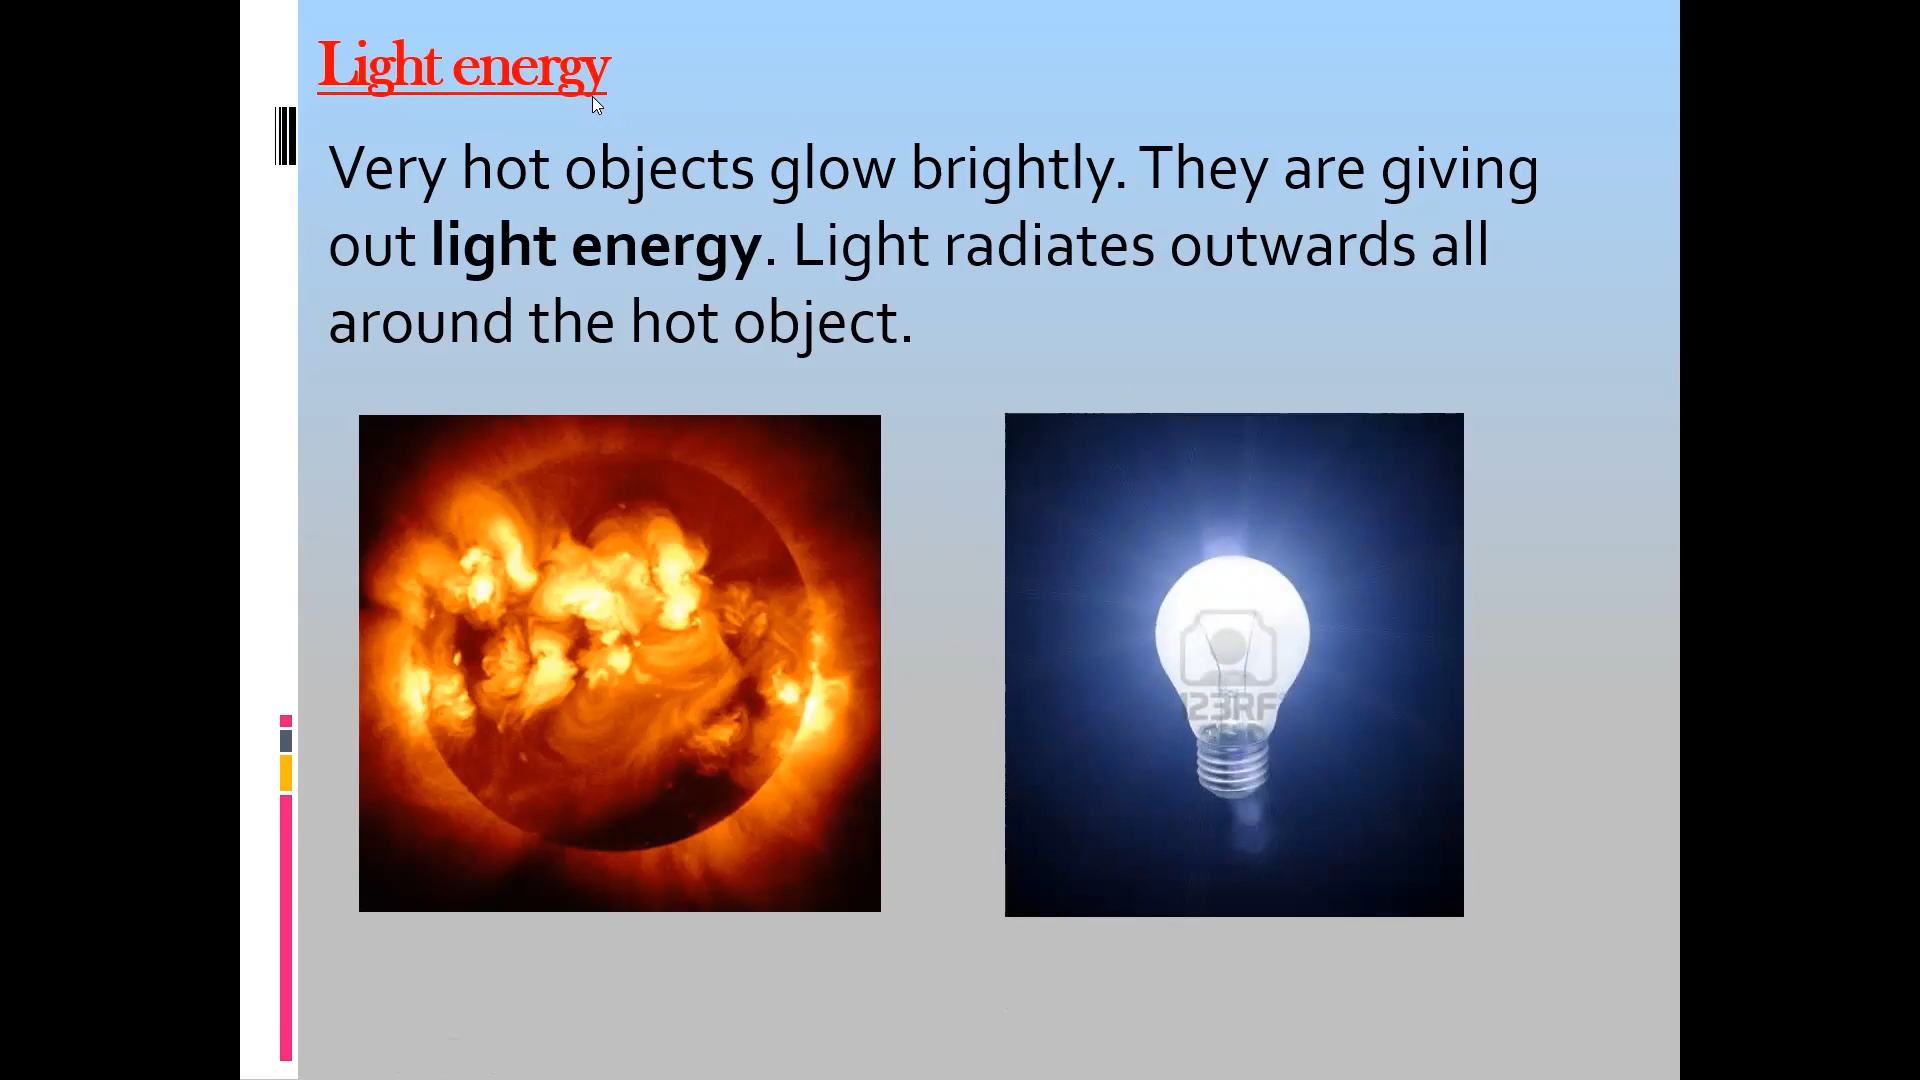 Light energy
Very hot objects glow brightly. They are giving
out light energy. Light radiates outwards all
around the hot object.
123RF